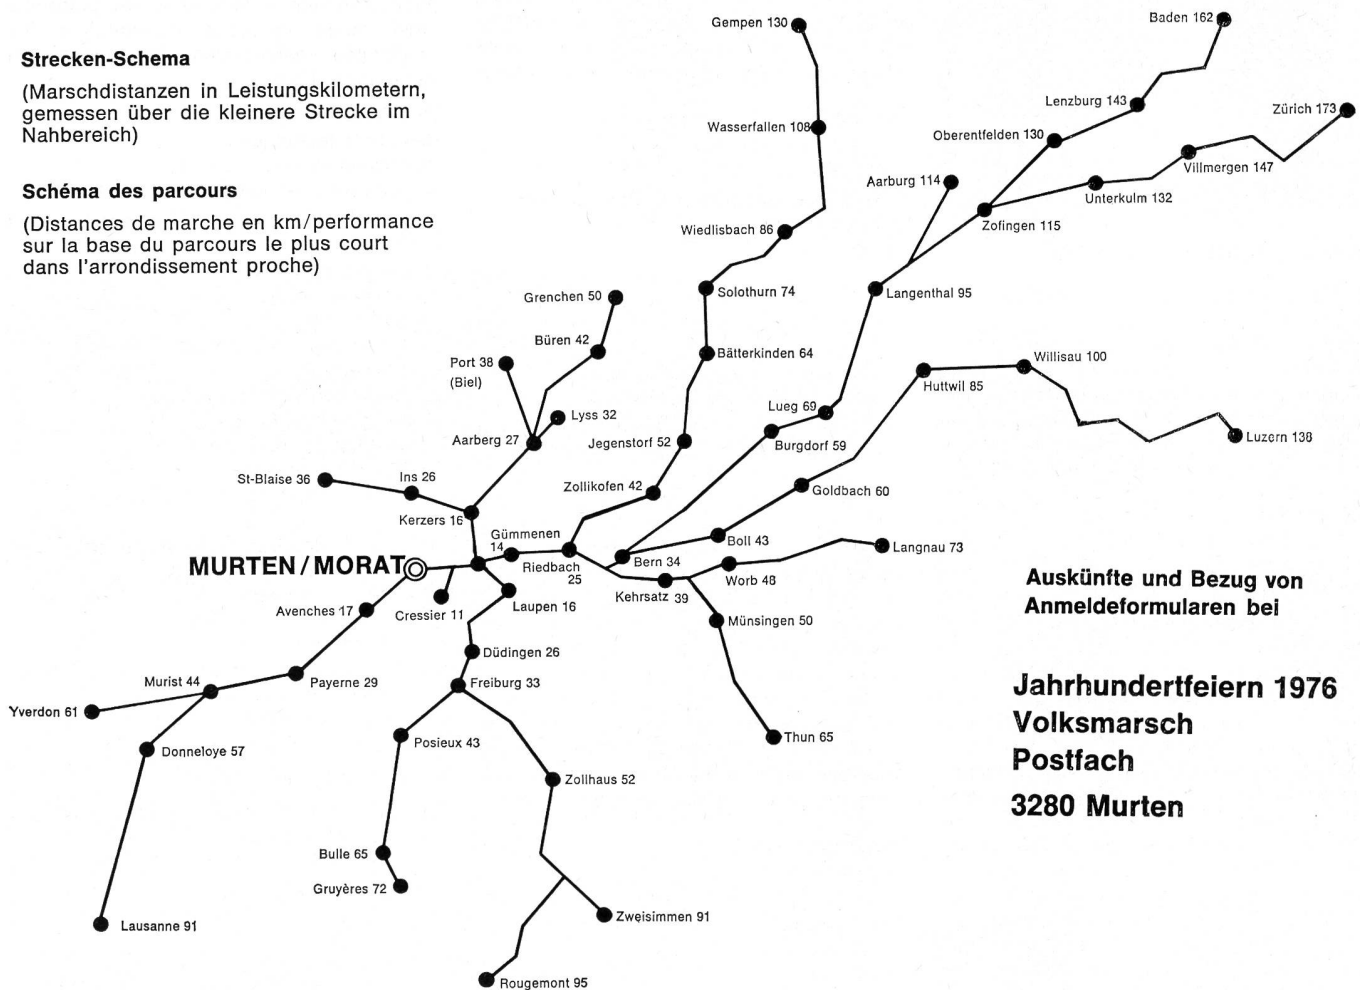 Strecken-Schema
(Marschdistanzen in Leistungskilometern,
gemessen über die kleinere Strecke im
Nahbereich)
Schéma des parcours
(Distances de marche en km/performance
sur la base du parcours le plus court
dans l'arrondissement proche)
Gempen 130
Baden 162
Wasserfallen 108
Lenzburg 143
Zürich 173
Oberentfelden 130
Villmergen 147
Aarburg 114
Unterkulm 132
Zofingen 115
Wiedlisbach 86
Solothurn 74
Langenthal 95
Grenchen 50
Büren 42
Bätterkinden 64
Port 38
(Biel)
Willisau 100
Huttwil 85
Lyss 32
Lueg 69
Aarberg 27
Jegenstorf 52
Burgdorf 59
Luzern 138
St-Blaise 36
Ins 26
Zollikofen 42
Goldbach 60
Kerzers 16
Gümmenen
14
Boll 43
Langnau 73
MURTEN/MORAT
Riedbach
25
Bern 34
Worb 48
Kehrsatz 39
Avenches 17
Cressier 11
Laupen 16
Münsingen 50
Düdingen 26
Murist 44
Payerne 29
Freiburg 33
Yverdon 61
Donneloye 57
Posieux 43
Thun 65
Zollhaus 52
Bulle 65
Gruyères 72
Lausanne 91
Zweisimmen 91
Rougemont 95
Auskünfte und Bezug von
Anmeldeformularen bei
Jahrhundertfeiern 1976
Volksmarsch
Postfach
3280 Murten